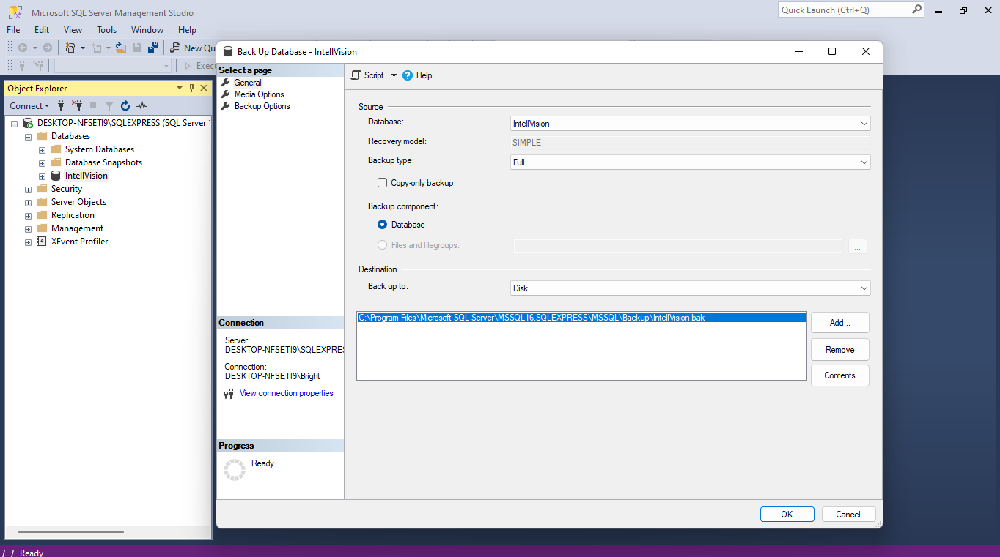 Microsoft SQL Server Management Studio
Quick Launch (Ctrl+Q)
File Edit View Tools Window Help
New Qu
Execu
Object Explorer
Connect
DESKTOP-NFSETI9\SQLEXPRESS (SQL Server 1
Databases
System Databases
Database Snapshots
IntellVision
Security
Server Objects
Replication
Management
XEvent Profiler
Back Up Database - IntellVision
Select a page
General
Media Options
Backup Options
Connection
Server:
DESKTOP-NFSETI9\SQLEXPRES
Connection:
DESKTOP-NFSETI9\Bright
View connection properties
Progress
Ready
Script Help
Source
Database: IntellVision
Recovery model: SIMPLE
Backup type: Full
Copy-only backup
Backup component:
Database
Files and filegroups: ...
Destination
Back up to: Disk
C:\Program Files\Microsoft SQL Server\MSSQL16.SQLEXPRESS\MSSQL\Backup\IntellVision.bak
Add...
Remove
Contents
OK Cancel
Ready